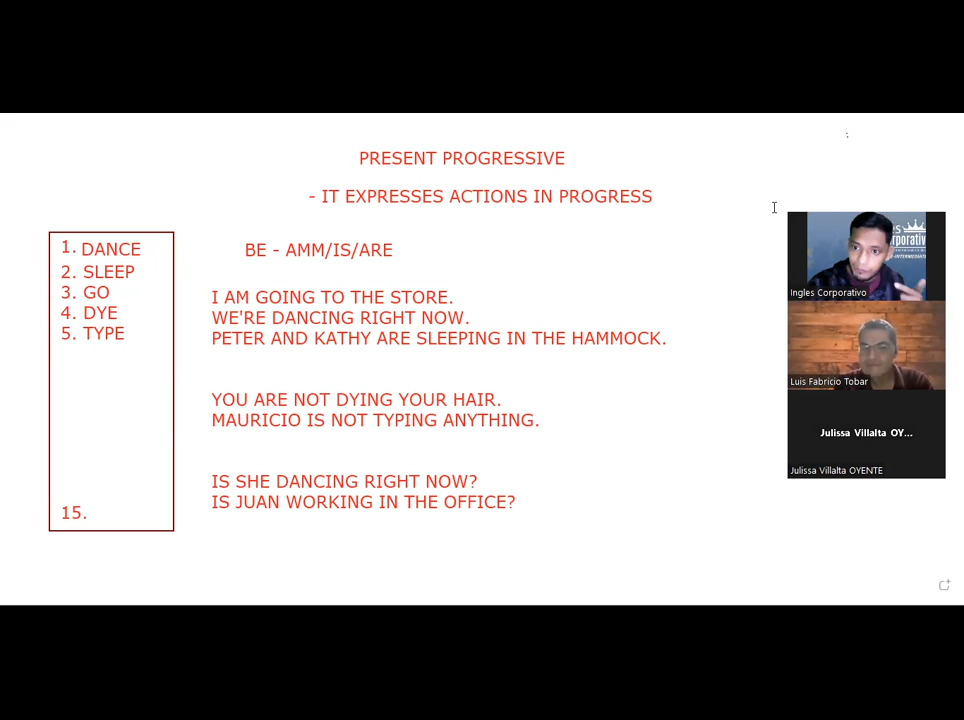 PRESENT PROGRESSIVE
- IT EXPRESSES ACTIONS IN PROGRESS
1. DANCE
2. SLEEP
3. GO
4. DYE
5. TYPE
15.
BE - AMM/IS/ARE
I AM GOING TO THE STORE.
WE'RE DANCING RIGHT NOW.
PETER AND KATHY ARE SLEEPING IN THE HAMMOCK.
YOU ARE NOT DYING YOUR HAIR.
MAURICIO IS NOT TYPING ANYTHING.
IS SHE DANCING RIGHT NOW?
IS JUAN WORKING IN THE OFFICE?
Ingles Corporativo
Luis Fabricio Tobar
Julissa Villalta OY...
Julissa Villalta OYENTE